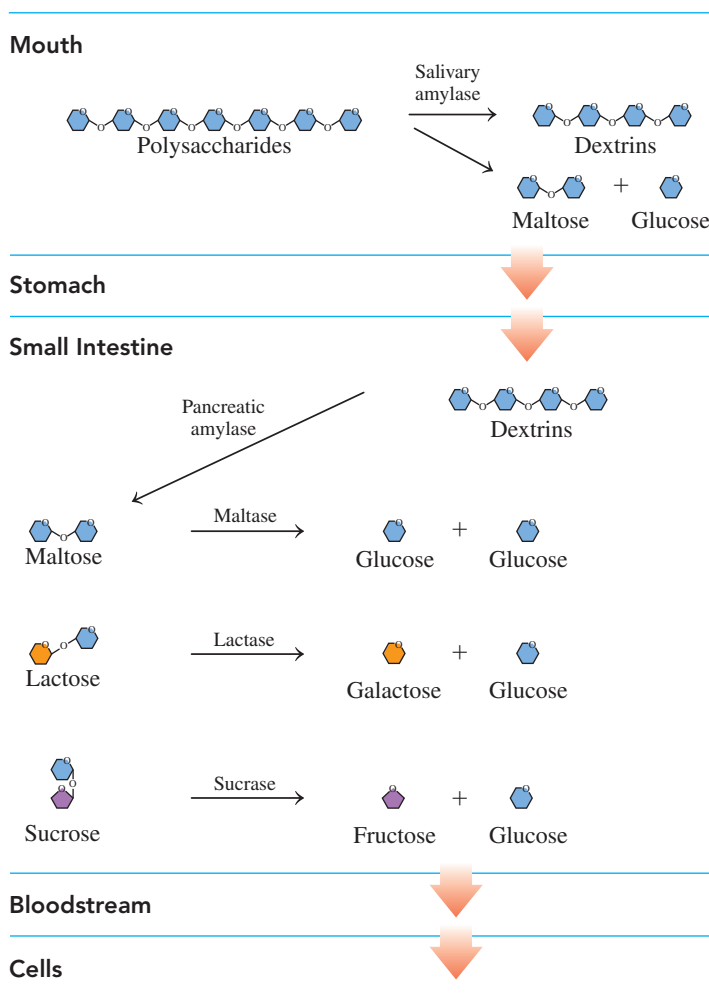 Mouth
Salivary
amylase
O O O O O O O
O O O O O O
Polysaccharides
O O O O
O O O
Dextrins
O O + O
O
Maltose Glucose
Stomach
Small Intestine
O O O O
O O O
Dextrins
Pancreatic
amylase
O O
O
Maltose
Maltase
O + O
Glucose Glucose
O O O
Lactose
Lactase
O + O
Galactose Glucose
O
O
O
Sucrose
Sucrase
O + O
Fructose Glucose
Bloodstream
Cells